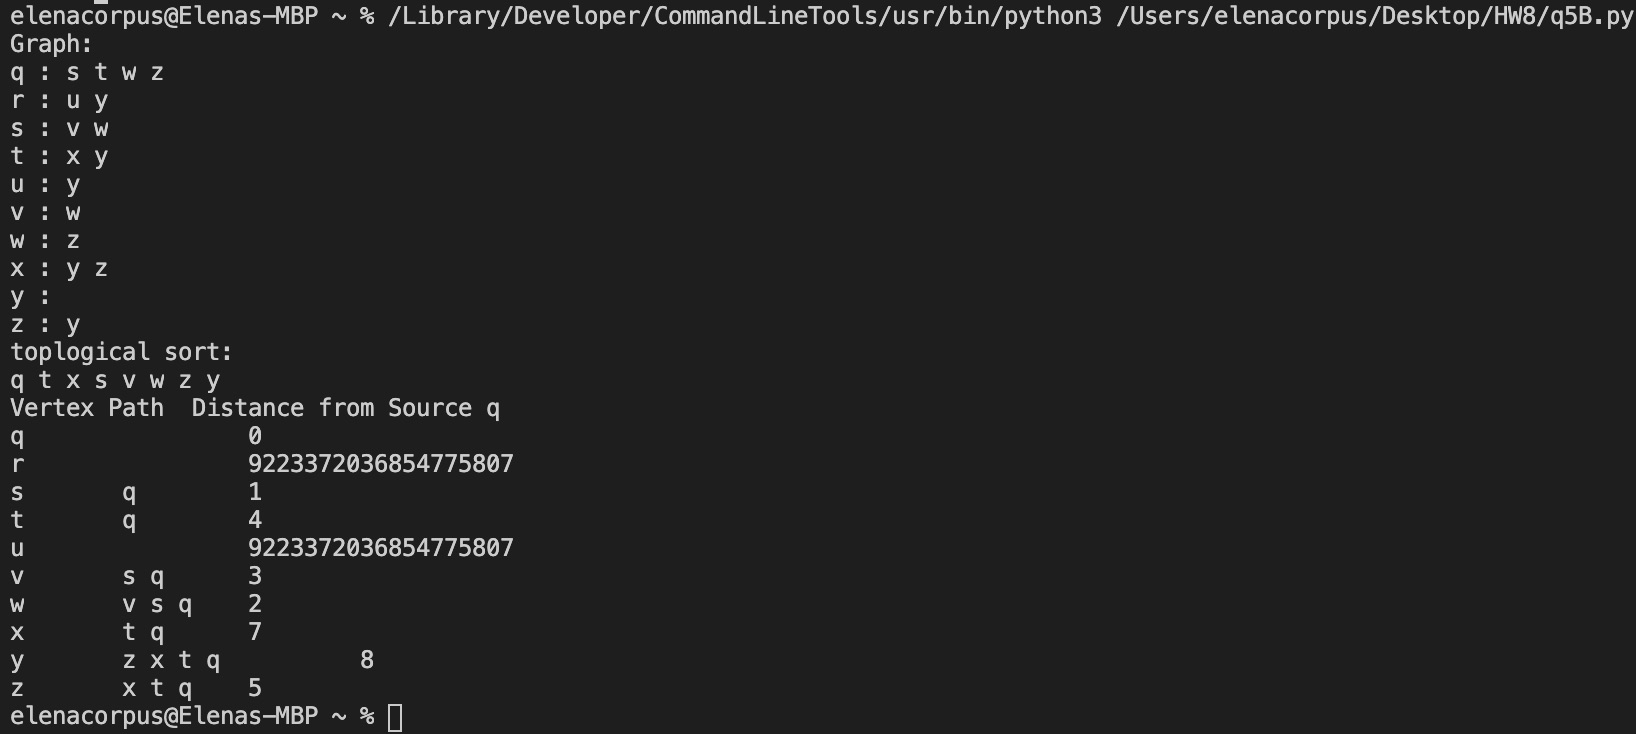 elenacorpus@Elenas-MBP ~ % /Library/Developer/CommandLineTools/usr/bin/python3 /Users/elenacorpus/Desktop/HW8/q5B.py
Graph:
q : s t w z
r : u y
s : v w
t : x y
u : y
v : w
w : z
x : y z
y :
z : y
toplogical sort:
q t x s v w z y
Vertex Path  Distance from Source q
q                0
r                9223372036854775807
s       q        1
t       q        4
u                9223372036854775807
v       s q      3
w       v s q    2
x       t q      7
y       z x t q          8
z       x t q    5
elenacorpus@Elenas-MBP ~ %